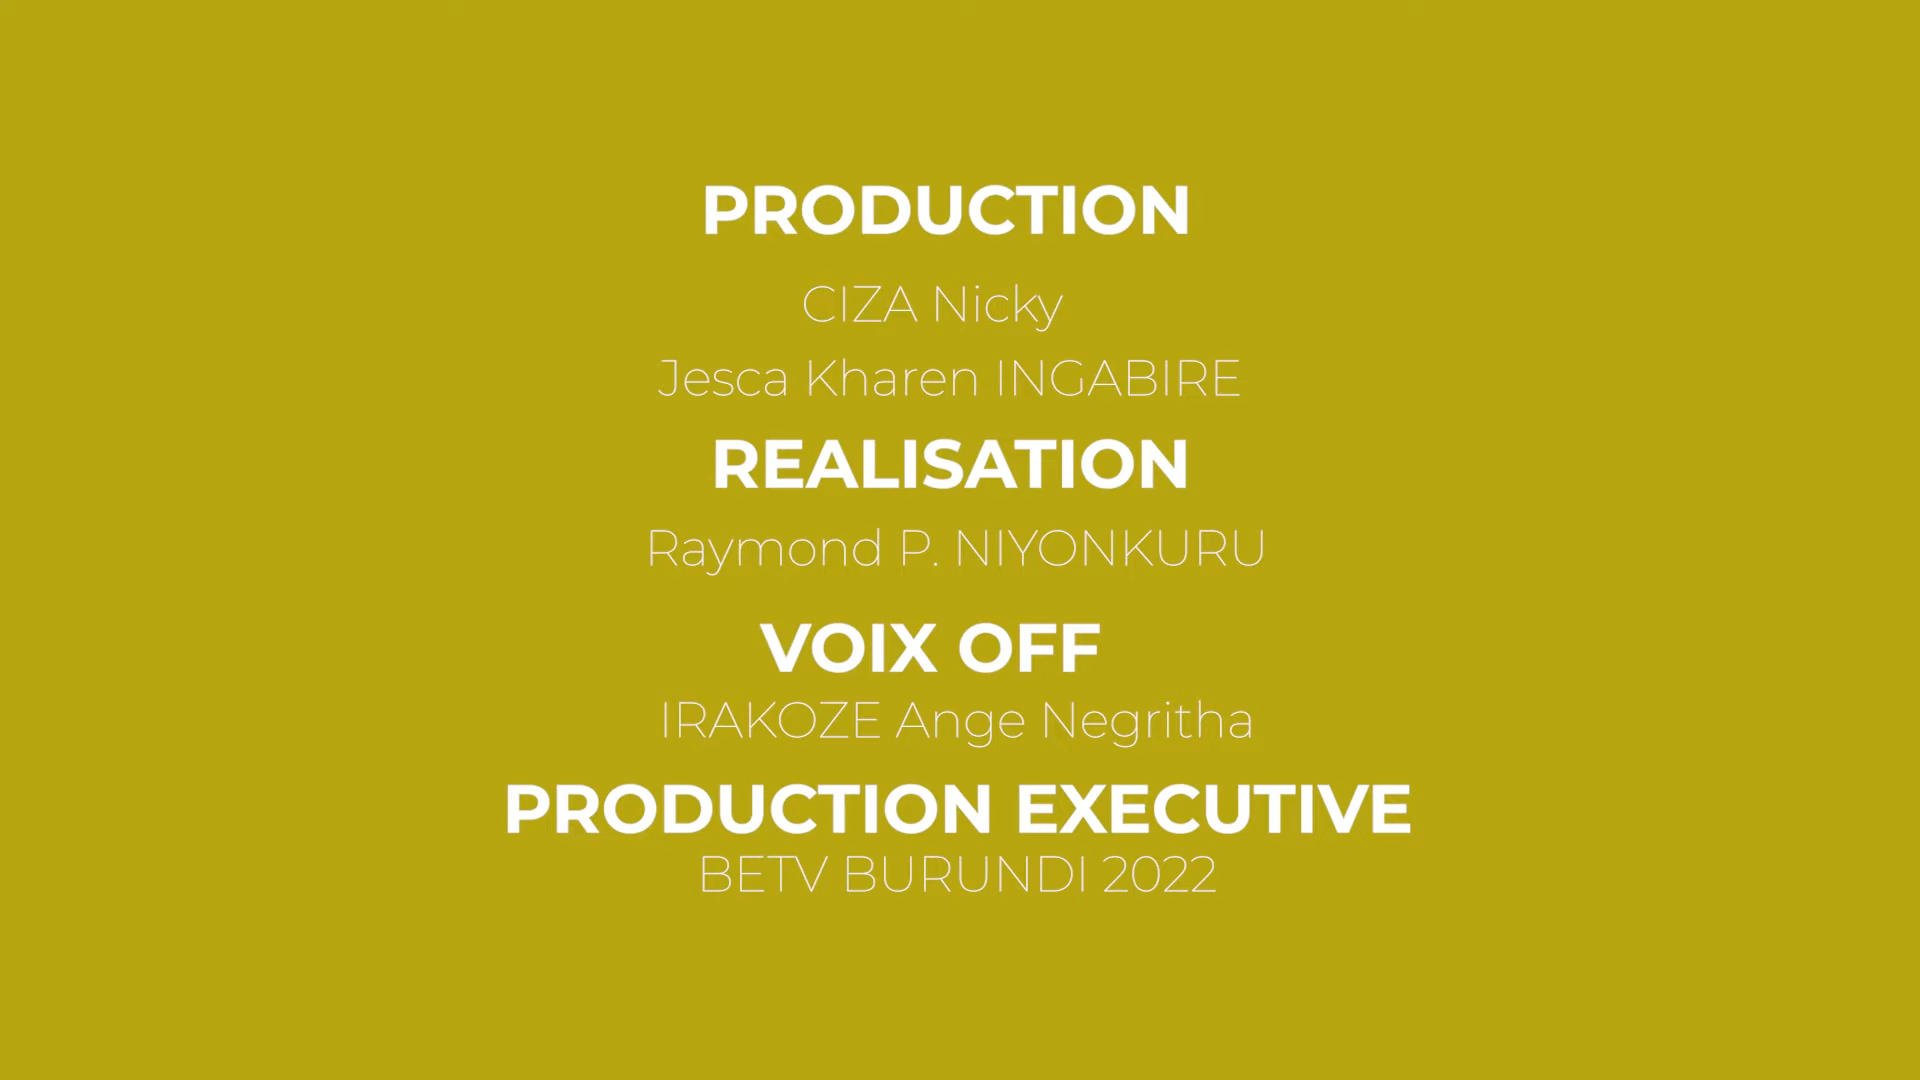 PRODUCTION
CIZA Nicky
Jesca Kharen INGABIRE
REALISATION
Raymond P. NIYONKURU
VOIX OFF
IRAKOZE Ange Negritha
PRODUCTION EXECUTIVE
BETV BURUNDI 2022